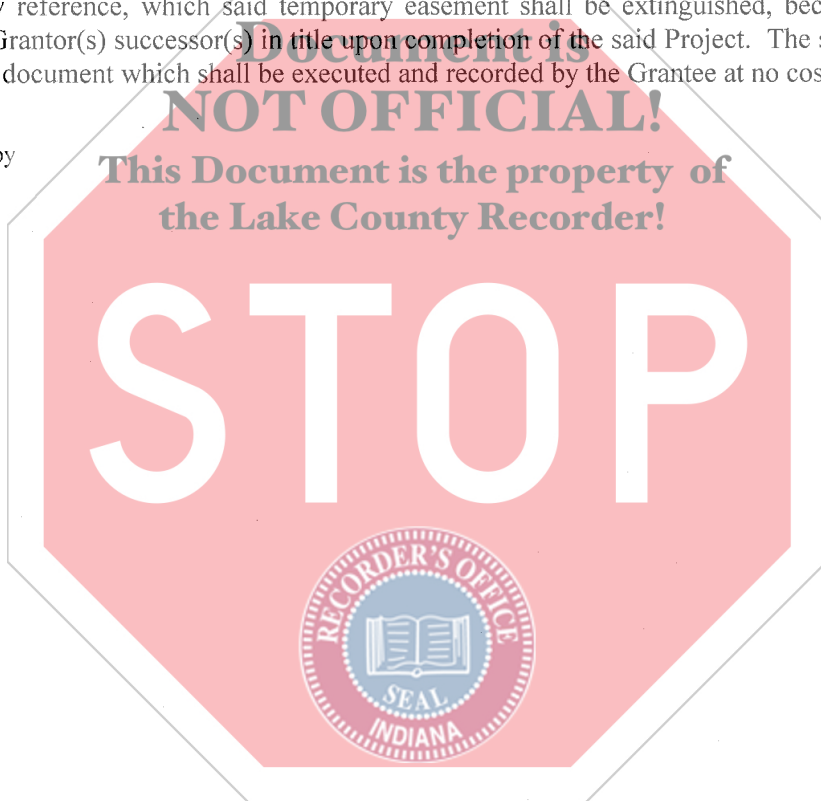 reference, which said temporary easement shall be extinguished,
Grantor(s) successor(s) in title upon completion of the said Project. The
document which shall be executed and recorded by the Grantee at no
Document is
NOT OFFICIAL!
by
This Document is the property of
the Lake County Recorder!
STOP
RECORDER'S OFFICE
SEAL
INDIANA